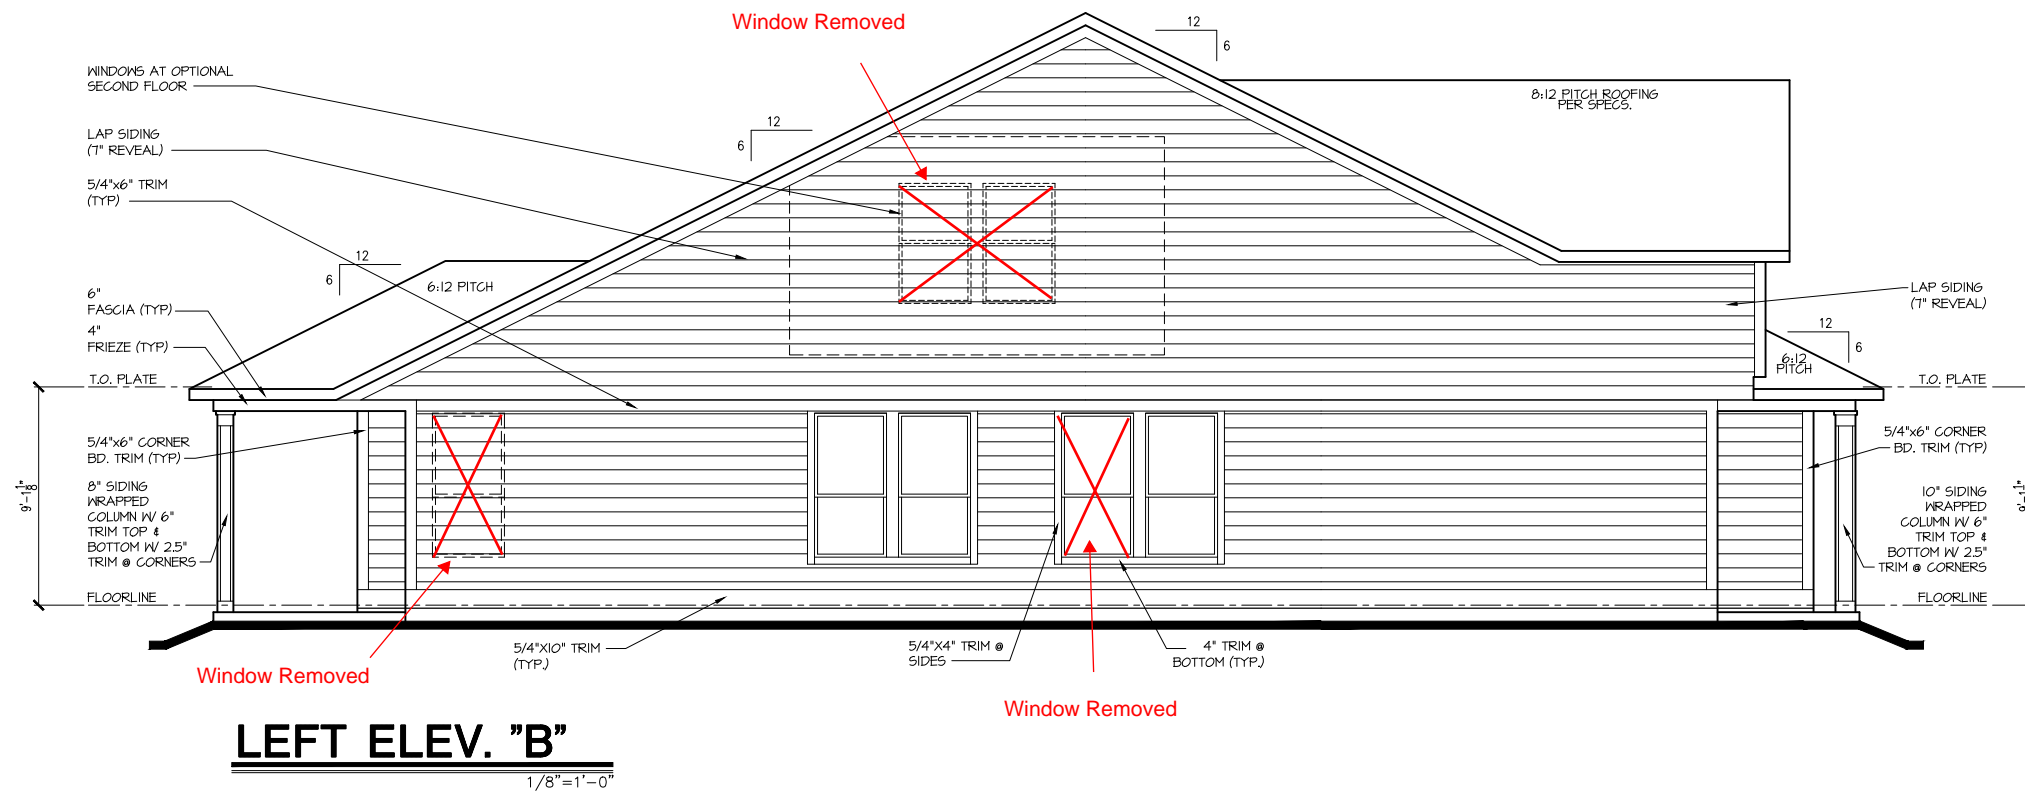 Window Removed
12
6
WINDOWS AT OPTIONAL
SECOND FLOOR
8:12 PITCH ROOFING
PER SPECS.
12
6
LAP SIDING
(7" REVEAL)
5/4"x6" TRIM
(TYP)
12
6
6:12 PITCH
6"
FASCIA (TYP)
4"
FRIEZE (TYP)
LAP SIDING
(7" REVEAL)
12
6
6:12
PITCH
T.O. PLATE
T.O. PLATE
5/4"x6" CORNER
BD. TRIM (TYP)
5/4"x6" CORNER
BD. TRIM (TYP)
8" SIDING
WRAPPED
COLUMN W/ 6"
TRIM TOP &
BOTTOM W/ 2.5"
TRIM @ CORNERS
10" SIDING
WRAPPED
COLUMN W/ 6"
TRIM TOP &
BOTTOM W/ 2.5"
TRIM @ CORNERS
9'-1 1/8"
FLOORLINE
FLOORLINE
5/4"X10" TRIM
(TYP.)
5/4"X4" TRIM @
SIDES
4" TRIM @
BOTTOM (TYP.)
Window Removed
Window Removed
LEFT ELEV. "B"
1/8"=1'-0"